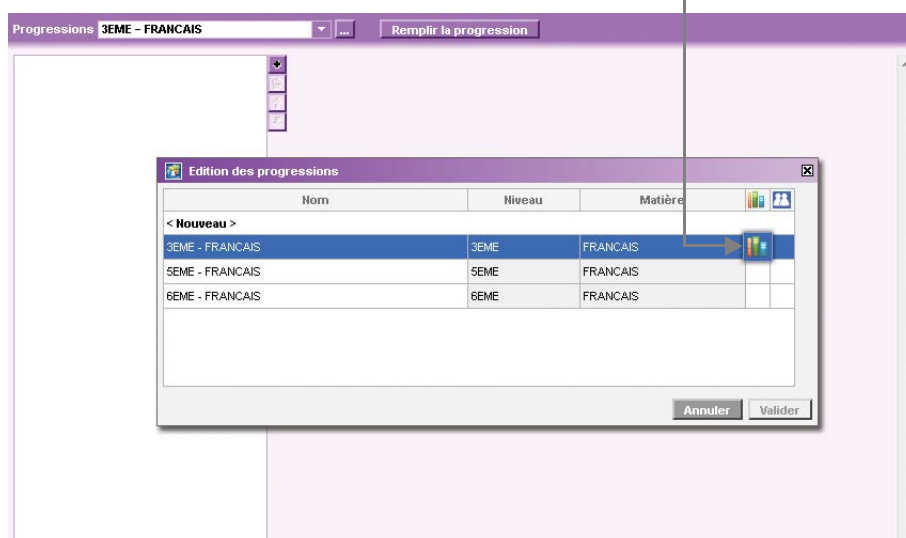 Progressions 3EME – FRANCAIS ... Remplir la progression
Edition des progressions
Nom Niveau Matière
< Nouveau >
3EME - FRANCAIS 3EME FRANCAIS
5EME - FRANCAIS 5EME FRANCAIS
6EME - FRANCAIS 6EME FRANCAIS
Annuler Valider